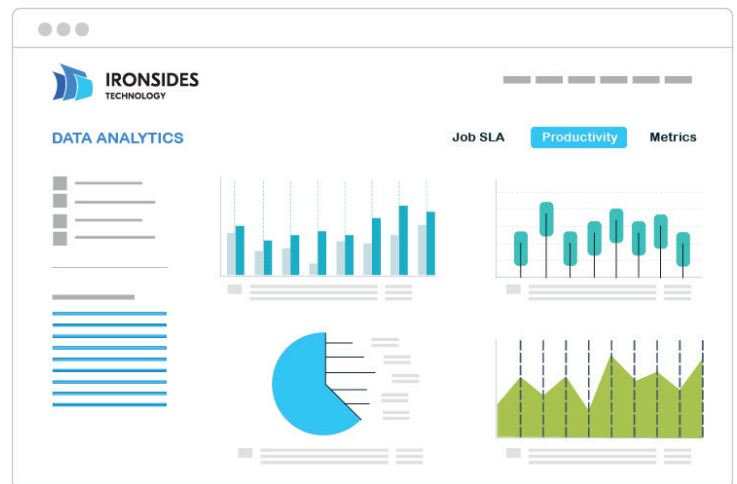 IRONSIDES
TECHNOLOGY
DATA ANALYTICS
Job SLA Productivity Metrics